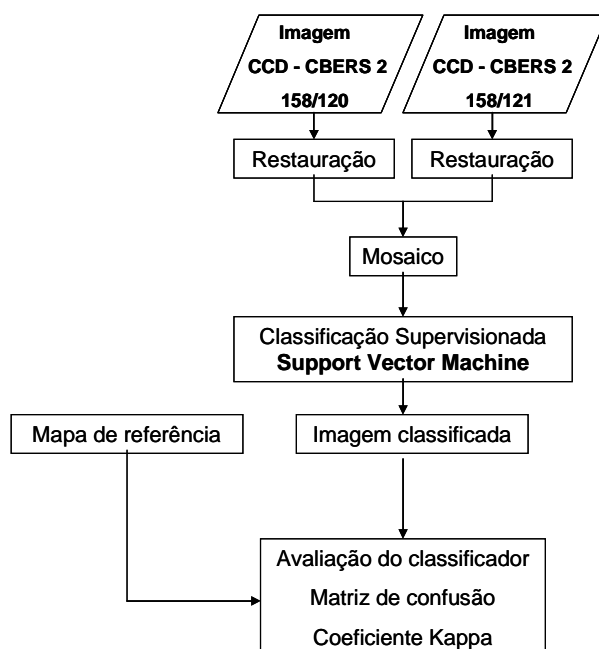 Imagem
CCD - CBERS 2
158/120
Imagem
CCD - CBERS 2
158/121
Restauração
Restauração
Mosaico
Classificação Supervisionada
Support Vector Machine
Mapa de referência
Imagem classificada
Avaliação do classificador
Matriz de confusão
Coeficiente Kappa